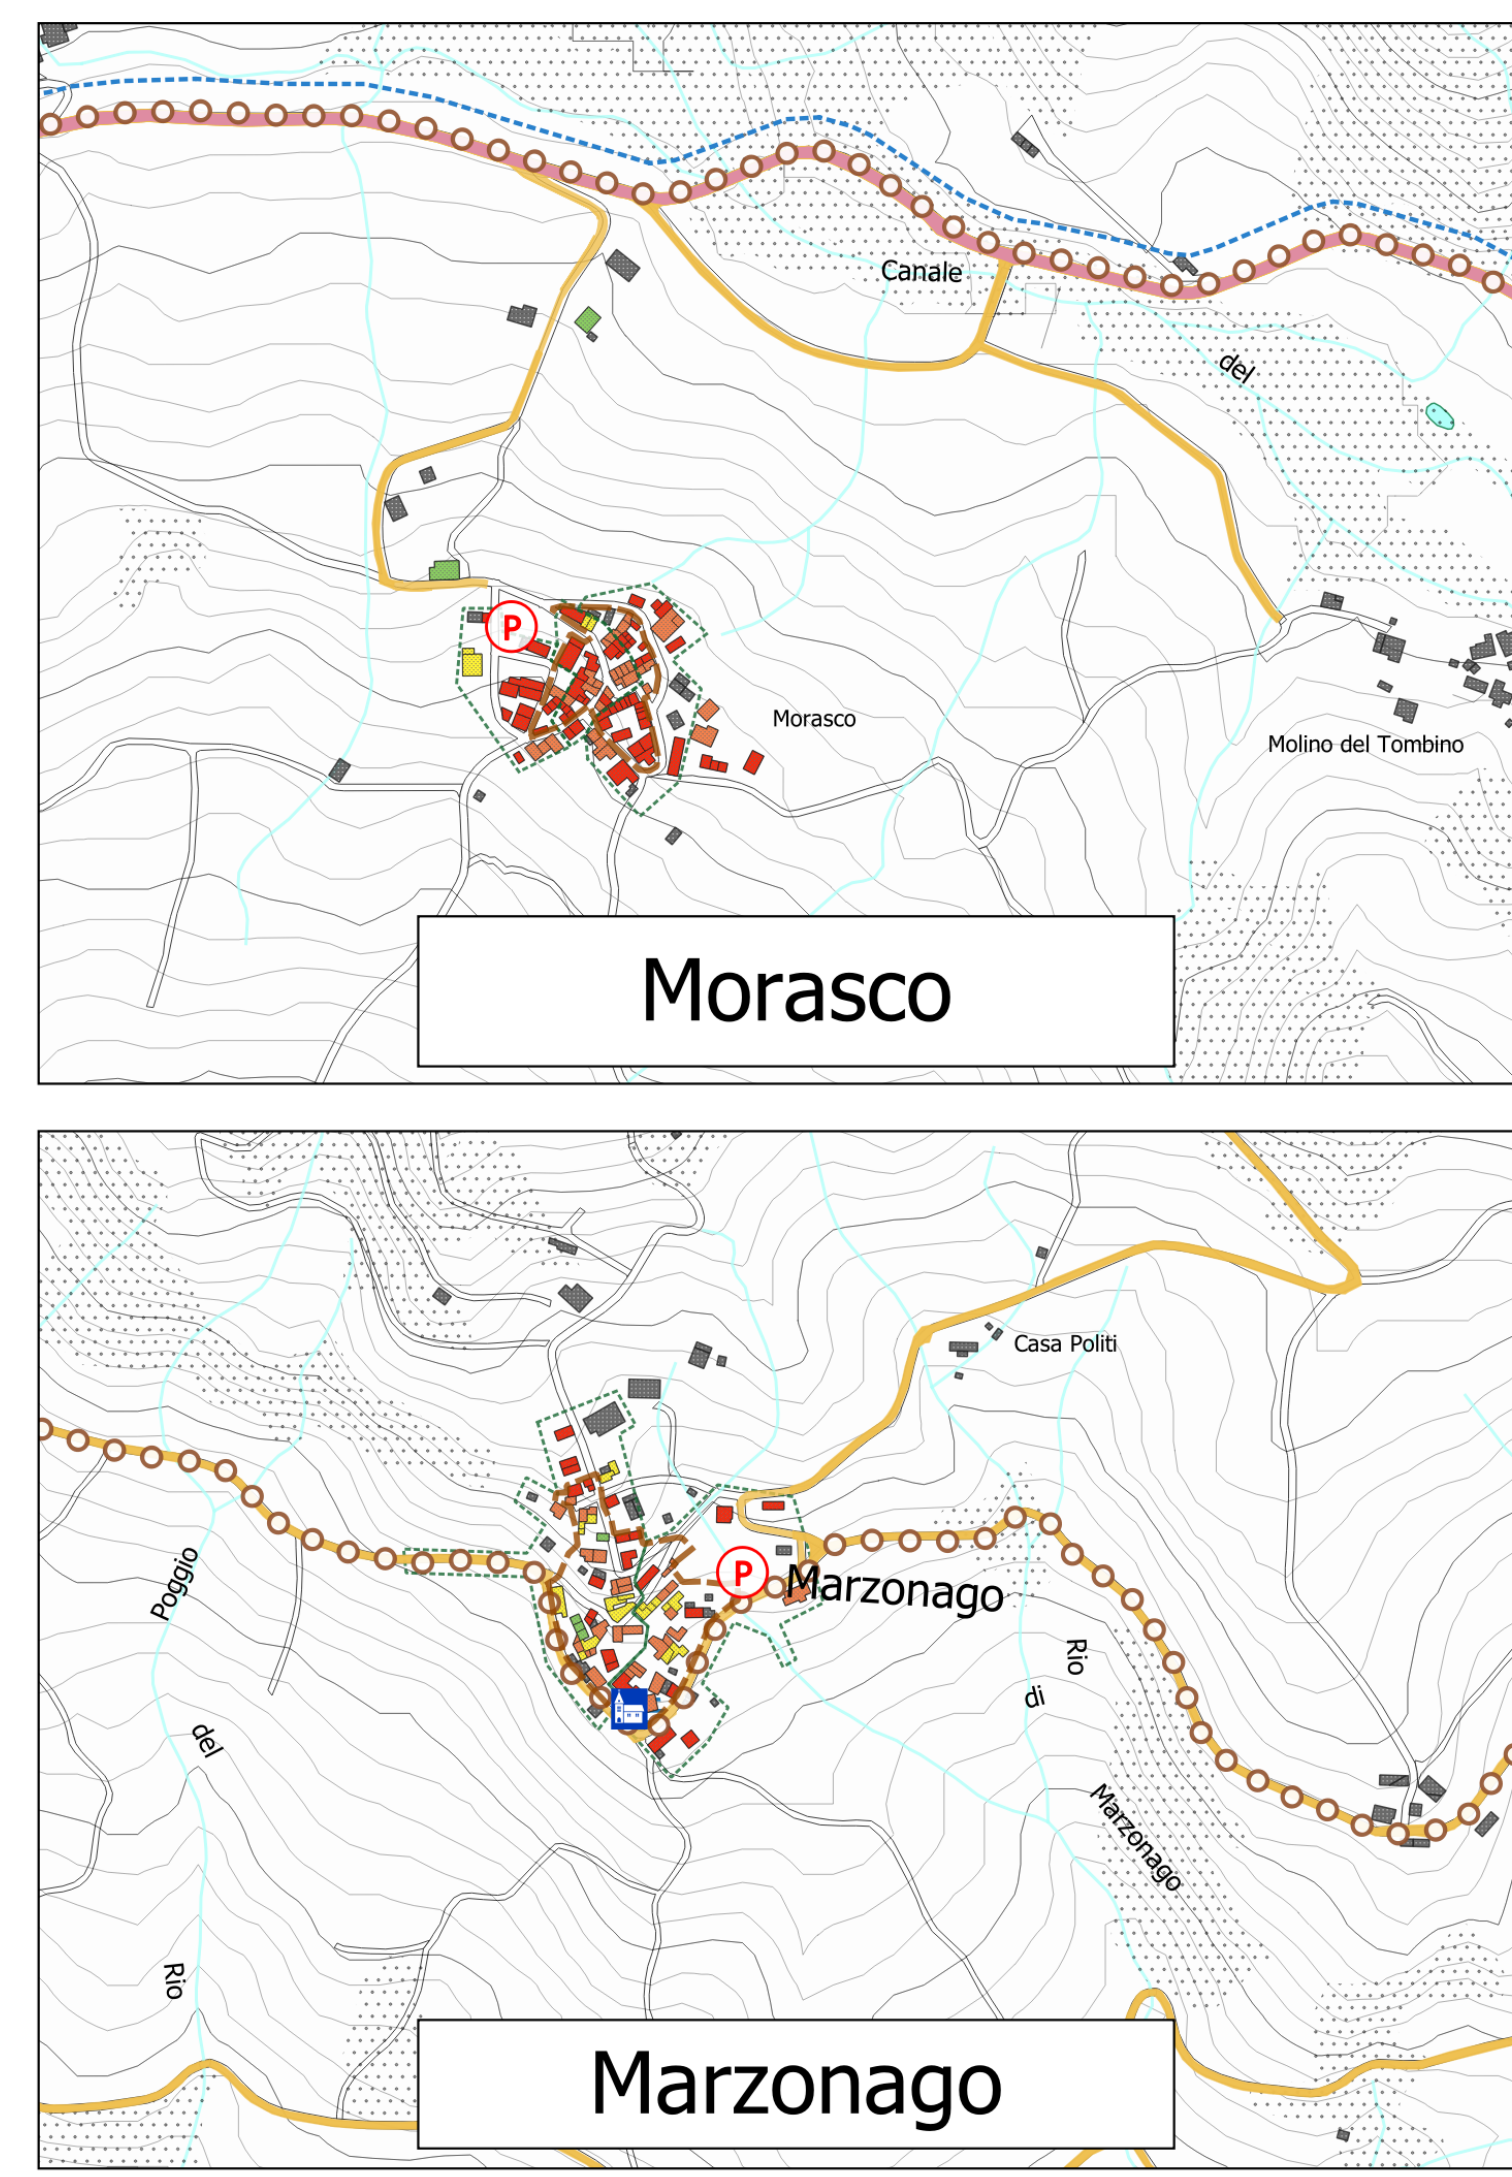 Canale
del
P
Morasco
Molino del Tombino
Morasco
Casa Politi
Poggio
P
Marzonago
Rio
di
del
Marzonago
Rio
Marzonago